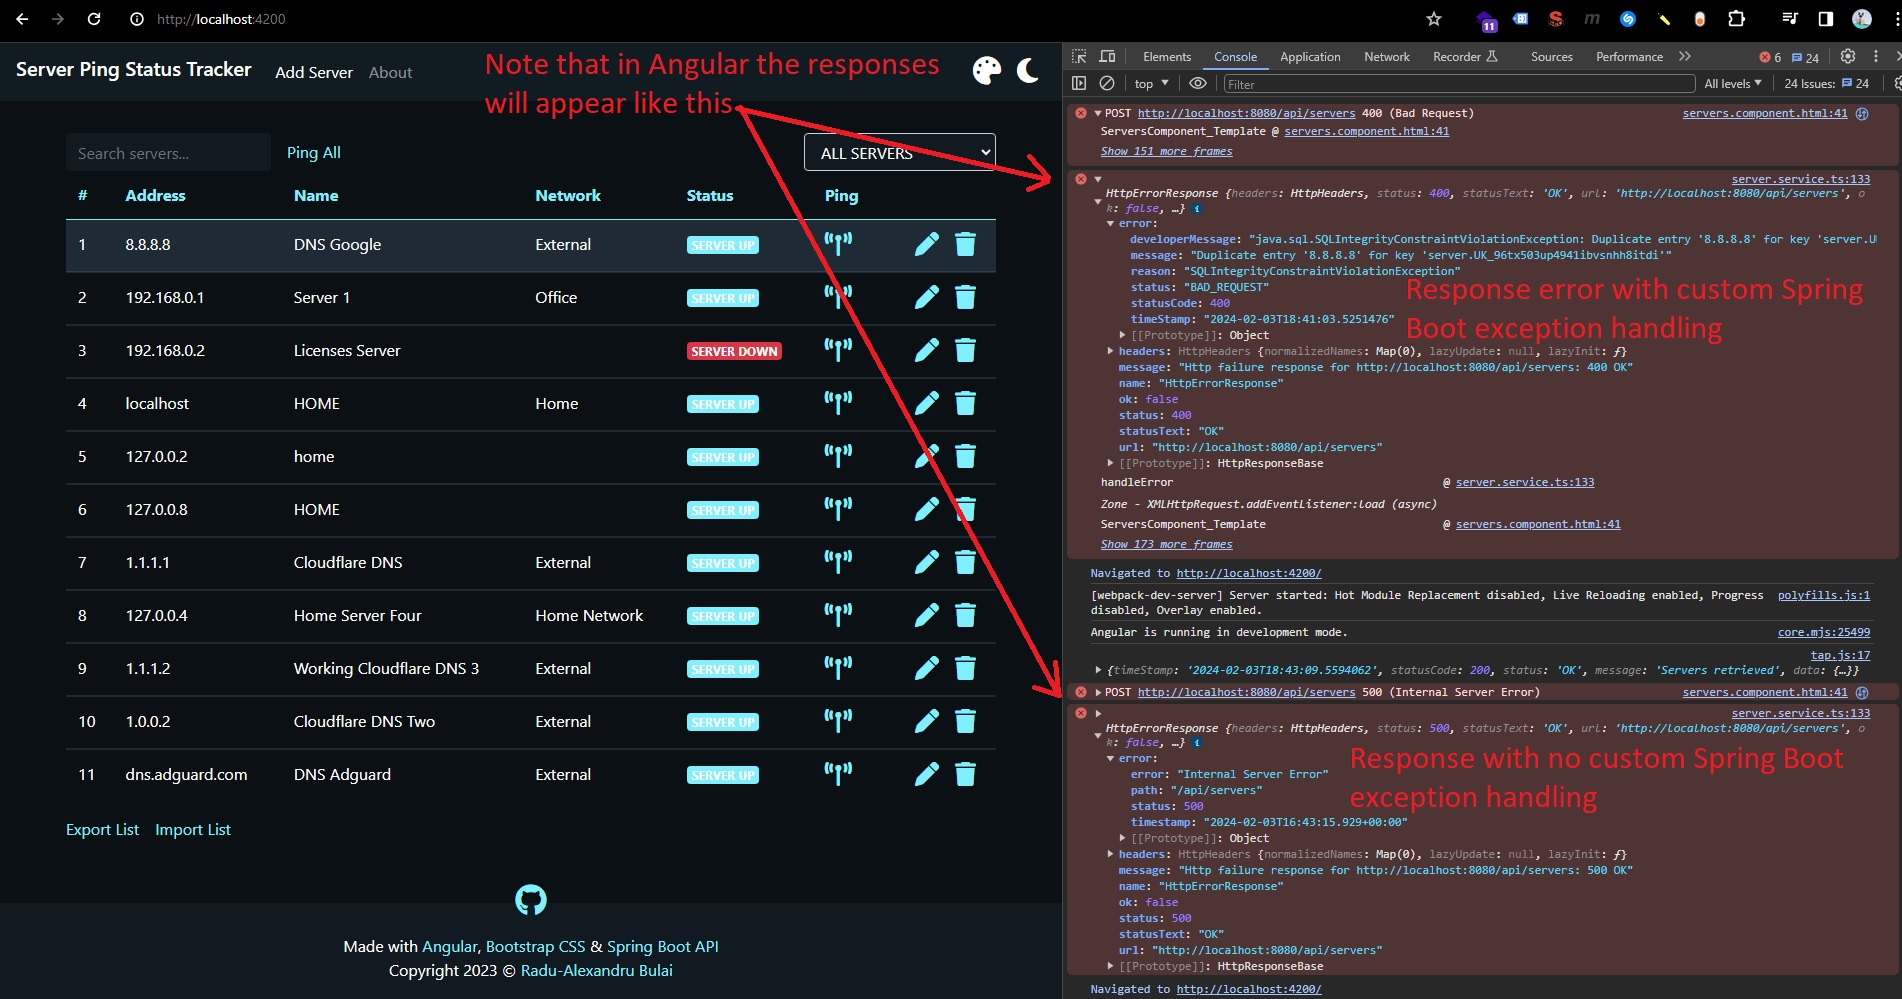 http://localhost:4200
11
Server Ping Status Tracker Add Server About
Note that in Angular the responses
will appear like this
Search servers... Ping All ALL SERVERS
# Address Name Network Status Ping
1 8.8.8.8 DNS Google External SERVER UP
2 192.168.0.1 Server 1 Office SERVER UP
3 192.168.0.2 Licenses Server SERVER DOWN
4 localhost HOME Home SERVER UP
5 127.0.0.2 home SERVER UP
6 127.0.0.8 HOME SERVER UP
7 1.1.1.1 Cloudflare DNS External SERVER UP
8 127.0.0.4 Home Server Four Home Network SERVER UP
9 1.1.1.2 Working Cloudflare DNS 3 External SERVER UP
10 1.0.0.2 Cloudflare DNS Two External SERVER UP
11 dns.adguard.com DNS Adguard External SERVER UP
Export List Import List
Made with Angular, Bootstrap CSS & Spring Boot API
Copyright 2023 © Radu-Alexandru Bulai
Elements Console Application Network Recorder Sources Performance 6 24
top Filter All levels 24 Issues: 24
POST http://localhost:8080/api/servers 400 (Bad Request) servers.component.html:41
ServersComponent_Template @ servers.component.html:41
Show 151 more frames
server.service.ts:133
HttpErrorResponse {headers: HttpHeaders, status: 400, statusText: 'OK', url: 'http://localhost:8080/api/servers', o
k: false, …}
error:
developerMessage: "java.sql.SQLIntegrityConstraintViolationException: Duplicate entry '8.8.8.8' for key 'server.U
message: "Duplicate entry '8.8.8.8' for key 'server.UK_96tx503up4941ibvsnhh8itdi'"
reason: "SQLIntegrityConstraintViolationException"
status: "BAD_REQUEST"
statusCode: 400
timeStamp: "2024-02-03T18:41:03.5251476"
Response error with custom Spring
Boot exception handling
[[Prototype]]: Object
headers: HttpHeaders {normalizedNames: Map(0), lazyUpdate: null, lazyInit: ƒ}
message: "Http failure response for http://localhost:8080/api/servers: 400 OK"
name: "HttpErrorResponse"
ok: false
status: 400
statusText: "OK"
url: "http://localhost:8080/api/servers"
[[Prototype]]: HttpResponseBase
handleError @ server.service.ts:133
Zone - XMLHttpRequest.addEventListener:load (async)
ServersComponent_Template @ servers.component.html:41
Show 173 more frames
Navigated to http://localhost:4200/
[webpack-dev-server] Server started: Hot Module Replacement disabled, Live Reloading enabled, Progress polyfills.js:1
disabled, Overlay enabled.
Angular is running in development mode. core.mjs:25499
tap.js:17
{timeStamp: '2024-02-03T18:43:09.5594062', statusCode: 200, status: 'OK', message: 'Servers retrieved', data: {…}}
POST http://localhost:8080/api/servers 500 (Internal Server Error) servers.component.html:41
server.service.ts:133
HttpErrorResponse {headers: HttpHeaders, status: 500, statusText: 'OK', url: 'http://localhost:8080/api/servers', o
k: false, …}
error:
error: "Internal Server Error"
path: "/api/servers"
status: 500
timestamp: "2024-02-03T16:43:15.929+00:00"
Response with no custom Spring Boot
exception handling
[[Prototype]]: Object
headers: HttpHeaders {normalizedNames: Map(0), lazyUpdate: null, lazyInit: ƒ}
message: "Http failure response for http://localhost:8080/api/servers: 500 OK"
name: "HttpErrorResponse"
ok: false
status: 500
statusText: "OK"
url: "http://localhost:8080/api/servers"
[[Prototype]]: HttpResponseBase
Navigated to http://localhost:4200/